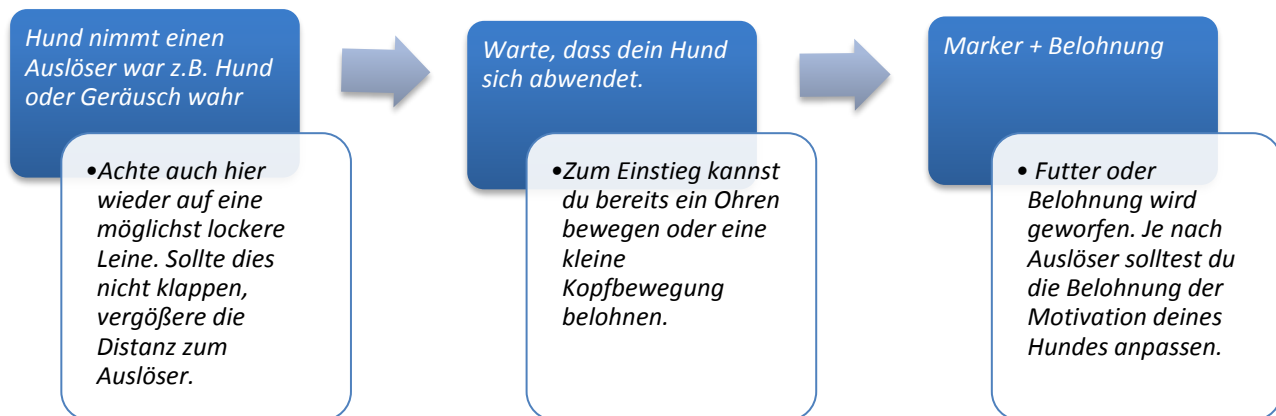 Hund nimmt einen
Auslöser war z.B. Hund
oder Geräusch wahr
•Achte auch hier
wieder auf eine
möglichst lockere
Leine. Sollte dies
nicht klappen,
vergößere die
Distanz zum
Auslöser.
Warte, dass dein Hund
sich abwendet.
•Zum Einstieg kannst
du bereits ein Ohren
bewegen oder eine
kleine
Kopfbewegung
belohnen.
Marker + Belohnung
• Futter oder
Belohnung wird
geworfen. Je nach
Auslöser solltest du
die Belohnung der
Motivation deines
Hundes anpassen.